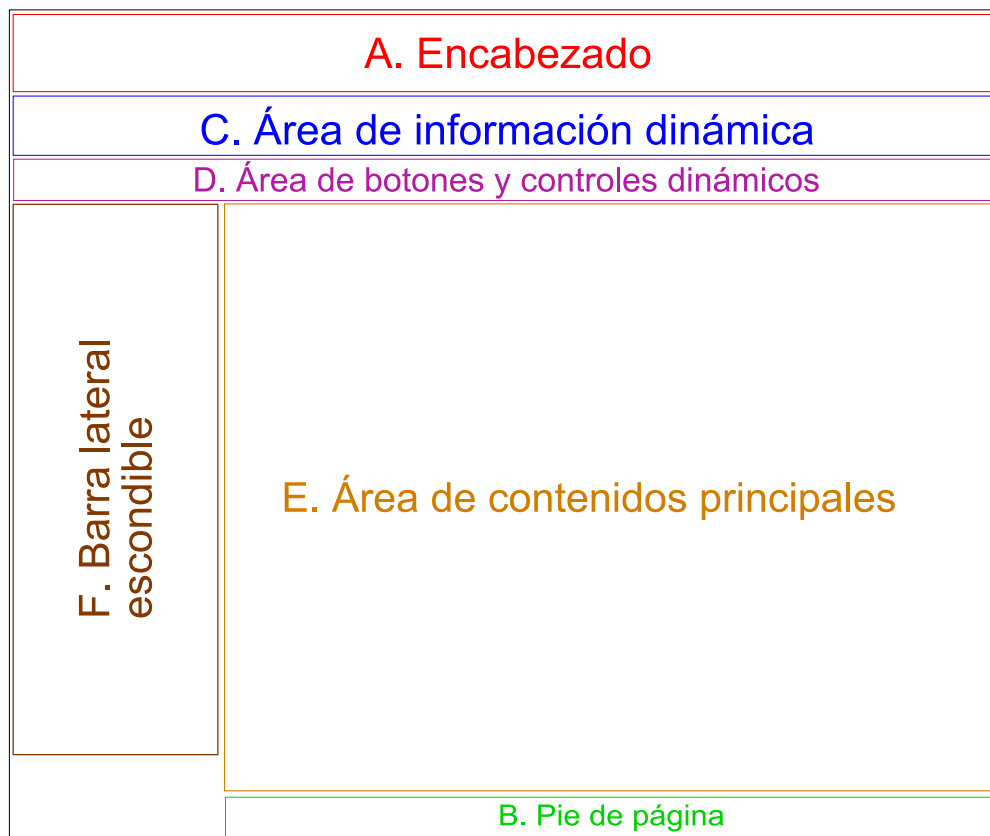 A. Encabezado
C. Área de información dinámica
D. Área de botones y controles dinámicos
F. Barra lateral
escondible
E. Área de contenidos principales
B. Pie de página